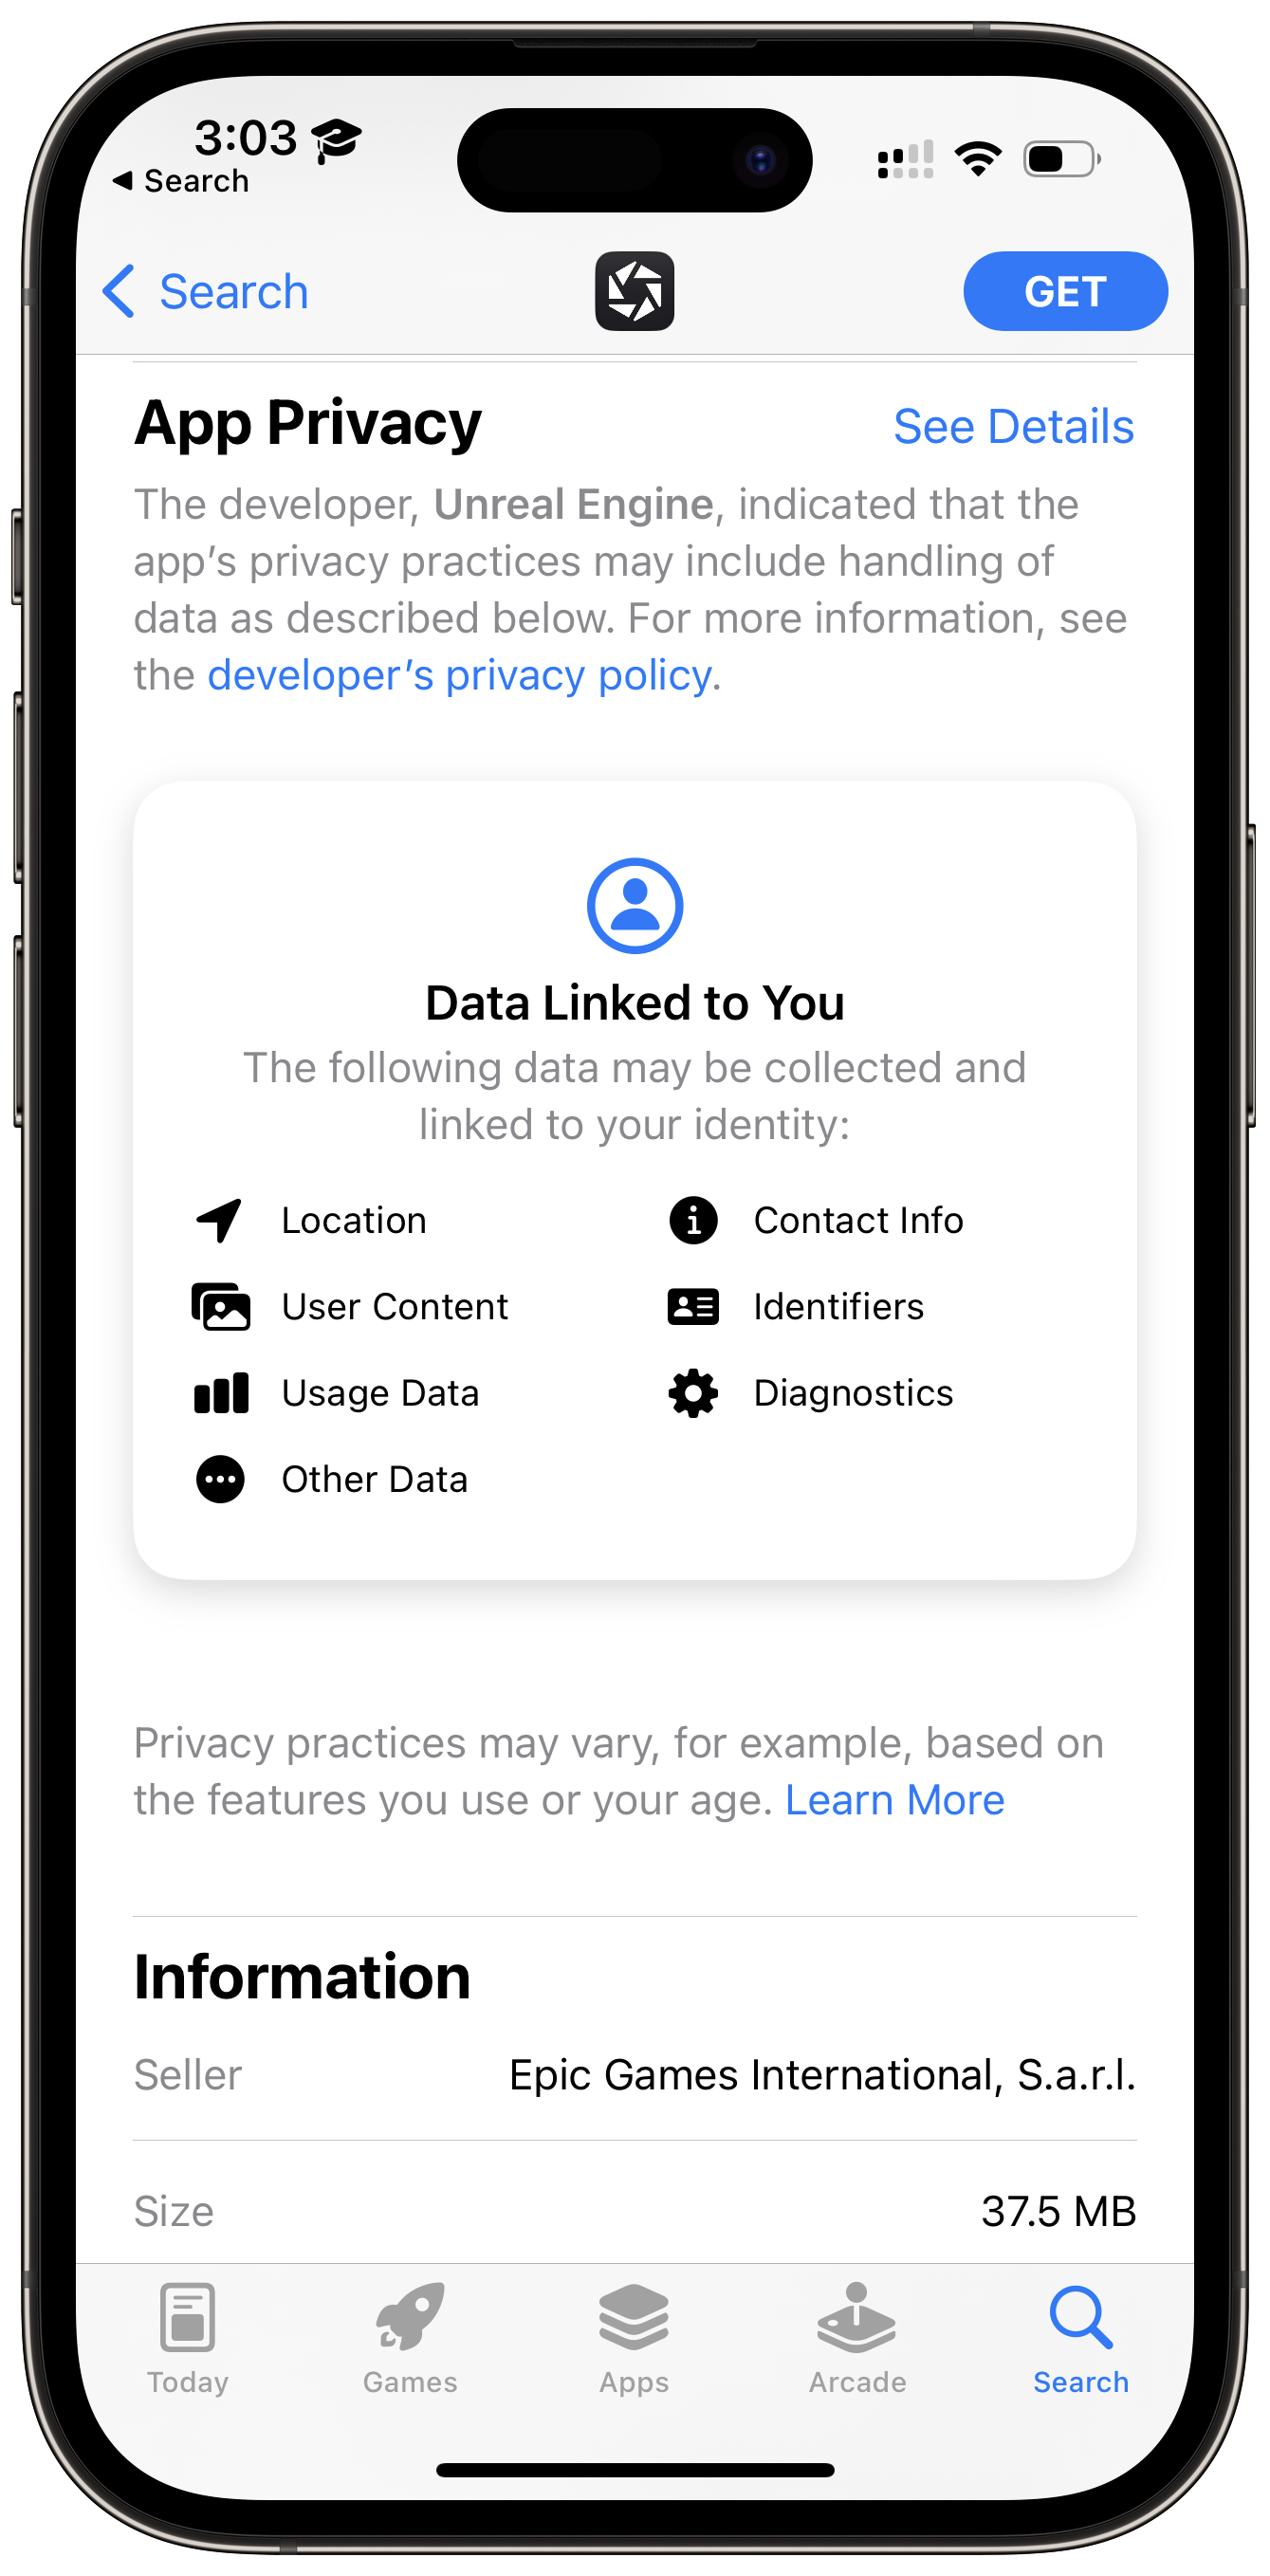 3:03
◀ Search
Search
GET
App Privacy
See Details
The developer, Unreal Engine, indicated that the
app’s privacy practices may include handling of
data as described below. For more information, see
the developer’s privacy policy.
Data Linked to You
The following data may be collected and
linked to your identity:
Location
Contact Info
User Content
Identifiers
Usage Data
Diagnostics
Other Data
Privacy practices may vary, for example, based on
the features you use or your age. Learn More
Information
Seller
Epic Games International, S.a.r.l.
Size
37.5 MB
Today
Games
Apps
Arcade
Search